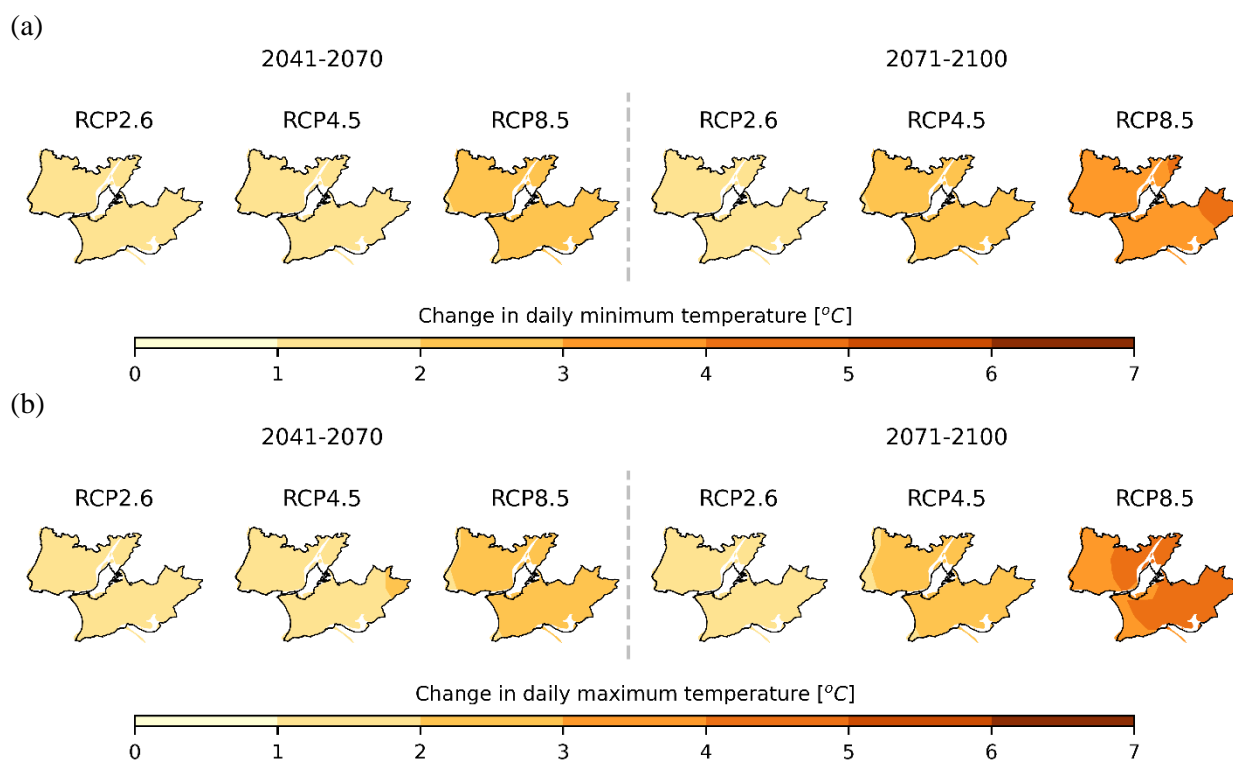 (a)
2041-2070 2071-2100
RCP2.6 RCP4.5 RCP8.5 RCP2.6 RCP4.5 RCP8.5
Change in daily minimum temperature [°C]
0 1 2 3 4 5 6 7
(b)
2041-2070 2071-2100
RCP2.6 RCP4.5 RCP8.5 RCP2.6 RCP4.5 RCP8.5
Change in daily maximum temperature [°C]
0 1 2 3 4 5 6 7